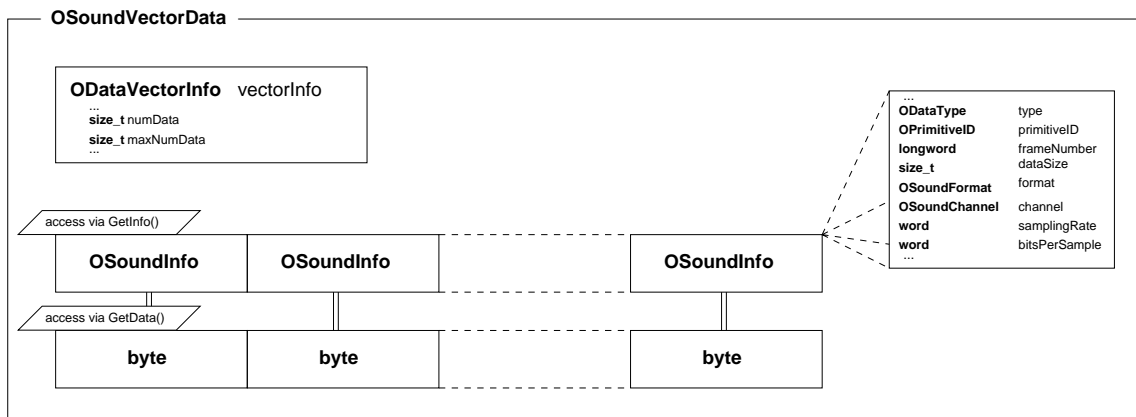 OSoundVectorData
ODataVectorInfo vectorInfo
...
size_t numData
size_t maxNumData
...
...
ODataType type
OPrimitiveID primitiveID
longword frameNumber
size_t dataSize
OSoundFormat format
OSoundChannel channel
word samplingRate
word bitsPerSample
...
access via GetInfo()
OSoundInfo OSoundInfo OSoundInfo
access via GetData()
byte byte byte